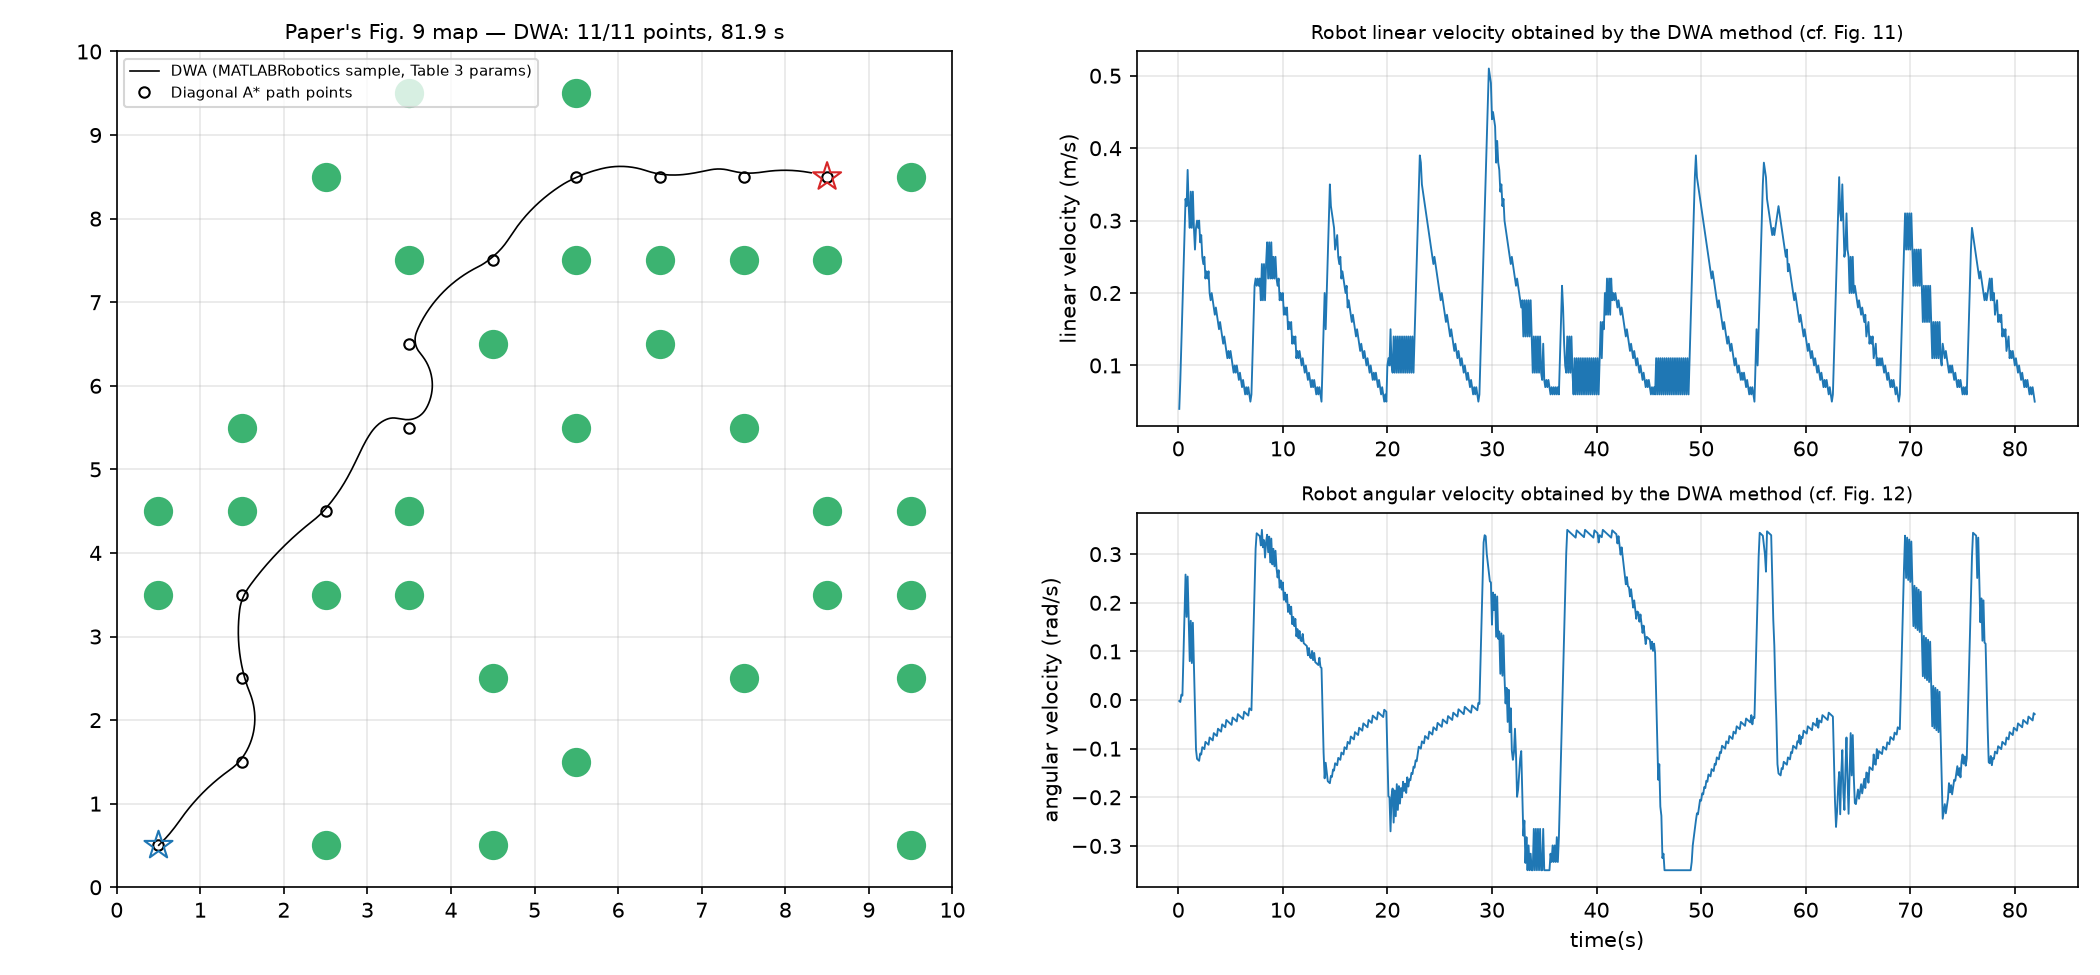 Paper's Fig. 9 map — DWA: 11/11 points, 81.9 s
DWA (MATLABRobotics sample, Table 3 params)
Diagonal A* path points
10
9
8
7
6
5
4
3
2
1
0
0 1 2 3 4 5 6 7 8 9 10
Robot linear velocity obtained by the DWA method (cf. Fig. 11)
linear velocity (m/s)
0.5
0.4
0.3
0.2
0.1
0 10 20 30 40 50 60 70 80
Robot angular velocity obtained by the DWA method (cf. Fig. 12)
angular velocity (rad/s)
0.3
0.2
0.1
0.0
−0.1
−0.2
−0.3
0 10 20 30 40 50 60 70 80
time(s)